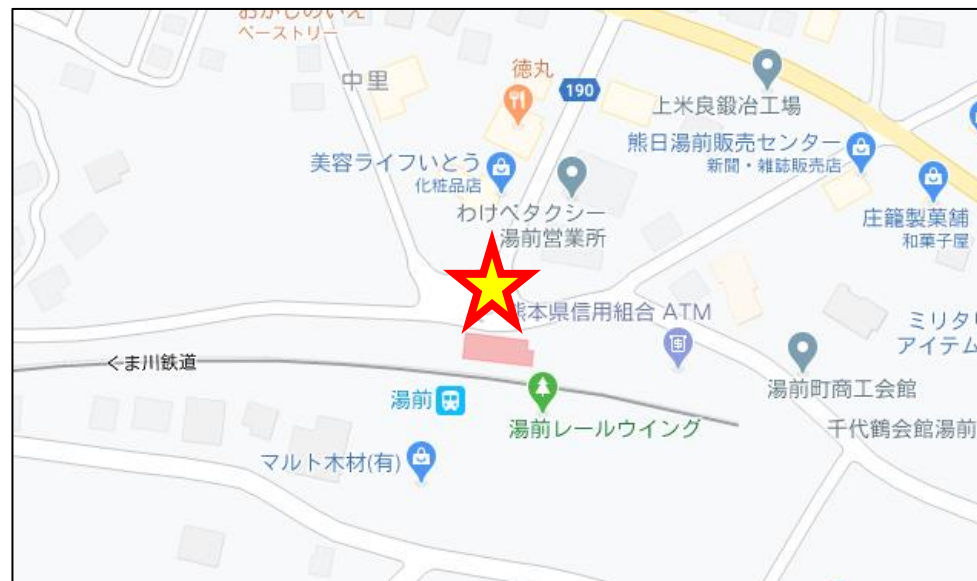 おかしのいえ
ペーストリー
中里
徳丸
190
上米良鍛冶工場
熊日湯前販売センター
新聞・雑誌販売店
美容ライフいとう
化粧品店
わけべタクシー
湯前営業所
庄籠製菓舗
和菓子屋
熊本県信用組合 ATM
ミリタリ
アイテム
くま川鉄道
湯前町商工会館
湯前
湯前レールウイング
千代鶴会館湯前
マルト木材(有)